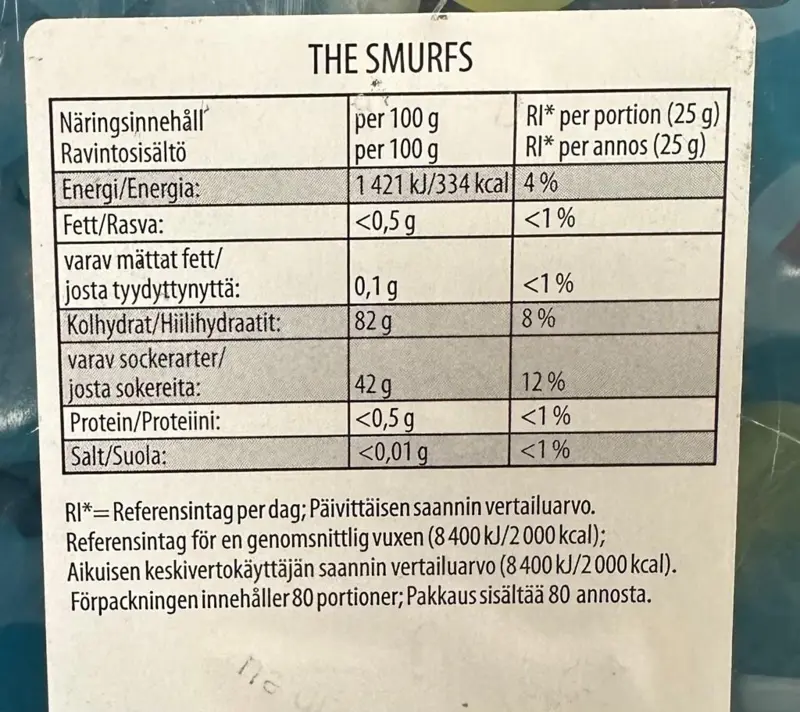 THE SMURFS
Näringsinnehåll per 100 g RI* per portion (25 g)
Ravintosisältö per 100 g RI* per annos (25 g)
Energi/Energia: 1 421 kJ/334 kcal 4 %
Fett/Rasva: <0,5 g <1 %
varav mättat fett/
josta tyydyttynyttä: 0,1 g <1 %
Kolhydrat/Hiilihydraatit: 82 g 8 %
varav sockerarter/
josta sokereita: 42 g 12 %
Protein/Proteiini: <0,5 g <1 %
Salt/Suola: <0,01 g <1 %
RI*= Referensintag per dag; Päivittäisen saannin vertailuarvo.
Referensintag för en genomsnittlig vuxen (8 400 kJ/2 000 kcal);
Aikuisen keskivertokäyttäjän saannin vertailuarvo (8 400 kJ/2 000 kcal).
Förpackningen innehåller 80 portioner; Pakkaus sisältää 80 annosta.